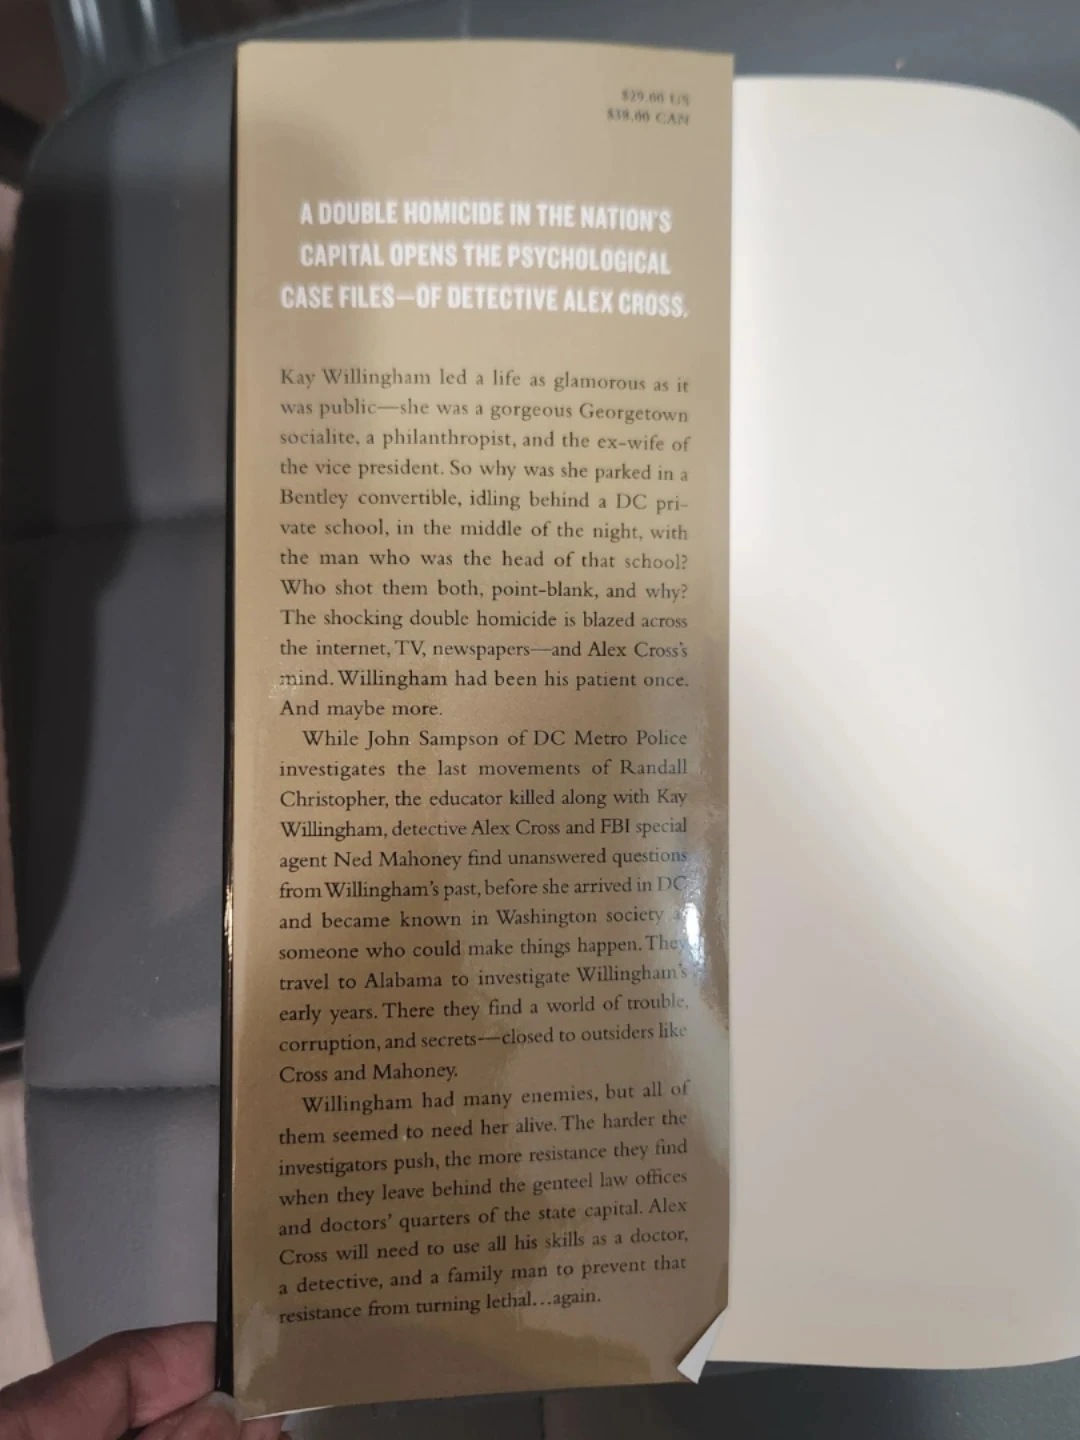 $29.00 US
$38.00 CAN
A DOUBLE HOMICIDE IN THE NATION'S
CAPITAL OPENS THE PSYCHOLOGICAL
CASE FILES—OF DETECTIVE ALEX CROSS.
Kay Willingham led a life as glamorous as it
was public—she was a gorgeous Georgetown
socialite, a philanthropist, and the ex-wife of
the vice president. So why was she parked in a
Bentley convertible, idling behind a DC pri-
vate school, in the middle of the night, with
the man who was the head of that school?
Who shot them both, point-blank, and why?
The shocking double homicide is blazed across
the internet, TV, newspapers—and Alex Cross's
mind. Willingham had been his patient once.
And maybe more.
While John Sampson of DC Metro Police
investigates the last movements of Randall
Christopher, the educator killed along with Kay
Willingham, detective Alex Cross and FBI special
agent Ned Mahoney find unanswered questions
from Willingham's past, before she arrived in DC
and became known in Washington society
someone who could make things happen. They
travel to Alabama to investigate Willingham's
early years. There they find a world of trouble,
corruption, and secrets—closed to outsiders like
Cross and Mahoney.
Willingham had many enemies, but all of
them seemed to need her alive. The harder the
investigators push, the more resistance they find
when they leave behind the genteel law offices
and doctors' quarters of the state capital. Alex
Cross will need to use all his skills as a doctor,
a detective, and a family man to prevent that
resistance from turning lethal...again.